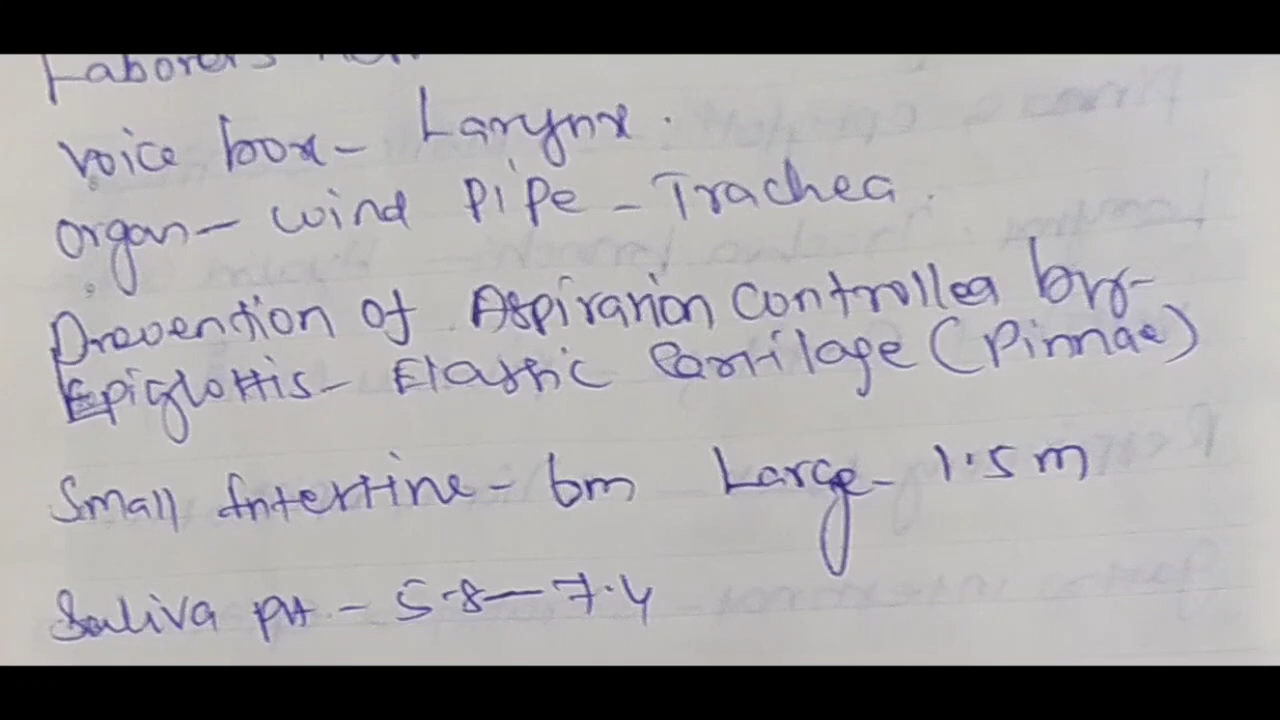 Laborers
Voice box - Larynx.
organ - wind Pipe - Trachea.
Prevention of Aspiration controlled by -
Epiglottis - Elastic Cartilage (Pinnae)
Small Intestine - 6m Large - 1.5 m
Saliva PH - 5.8 - 7.4